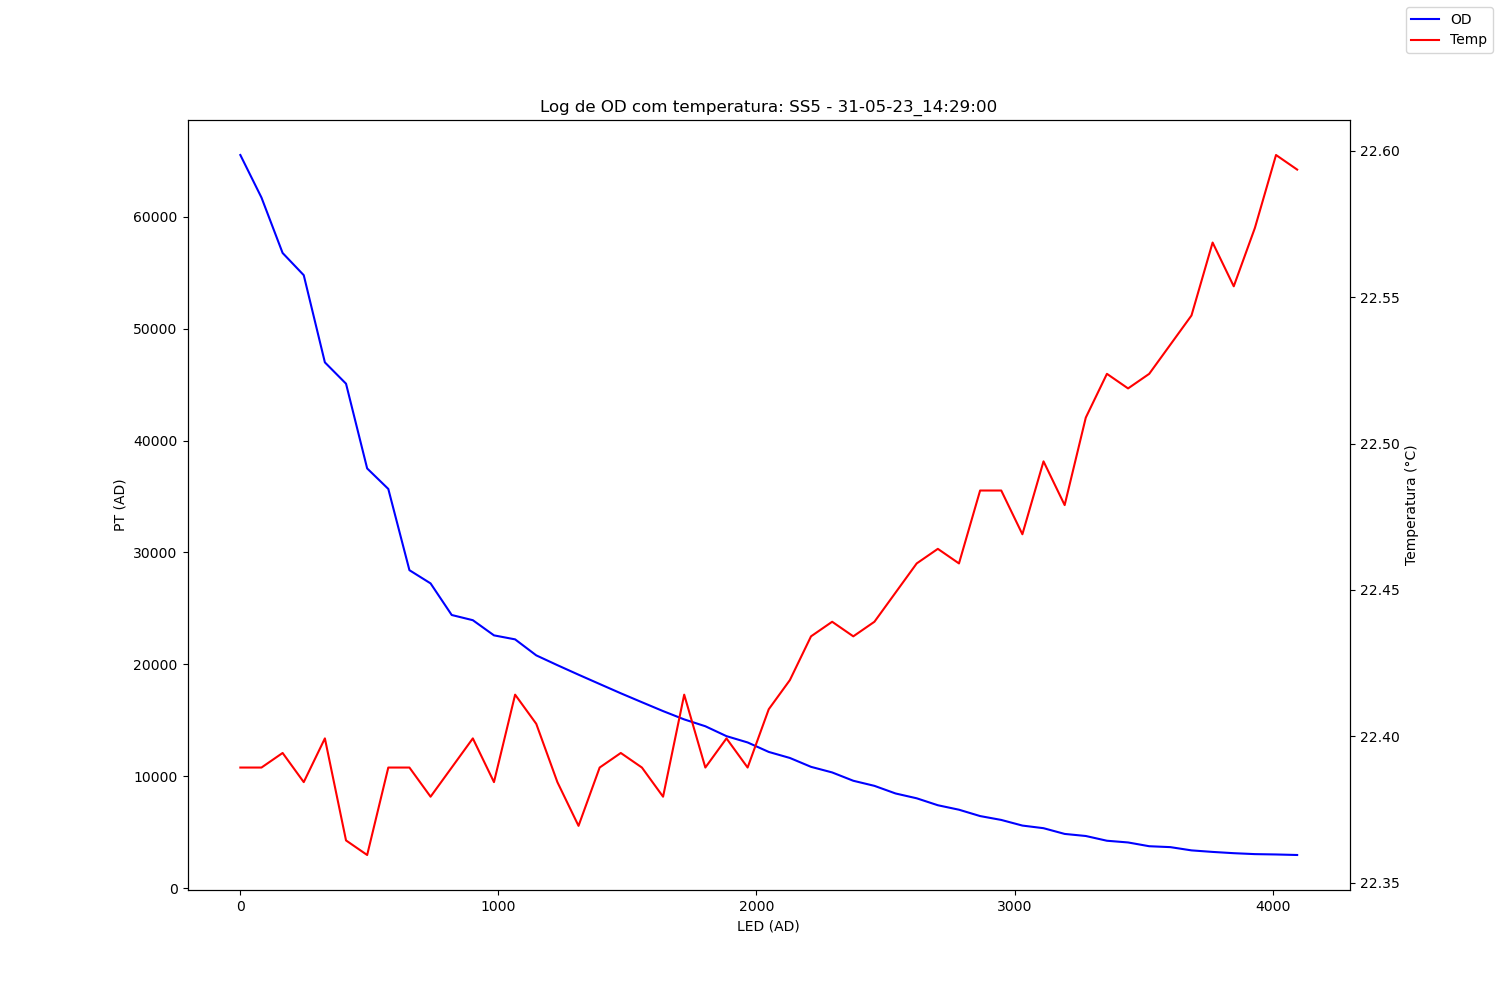 OD
Temp
Log de OD com temperatura: SS5 - 31-05-23_14:29:00
60000
50000
40000
30000
20000
10000
0
PT (AD)
22.60
22.55
22.50
22.45
22.40
22.35
Temperatura (°C)
0 1000 2000 3000 4000
LED (AD)